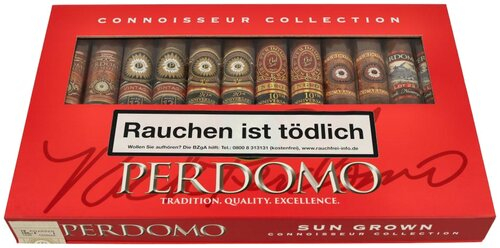 CONNOISSEUR COLLECTION
Rauchen ist tödlich
Wollen Sie aufhören? Die BZgA hilft: Tel.: 0800 8 313131 (kostenfrei), www.rauchfrei-info.de
PERDOMO
TRADITION. QUALITY. EXCELLENCE.
PERDOMO
SUN GROWN
CONNOISSEUR COLLECTION